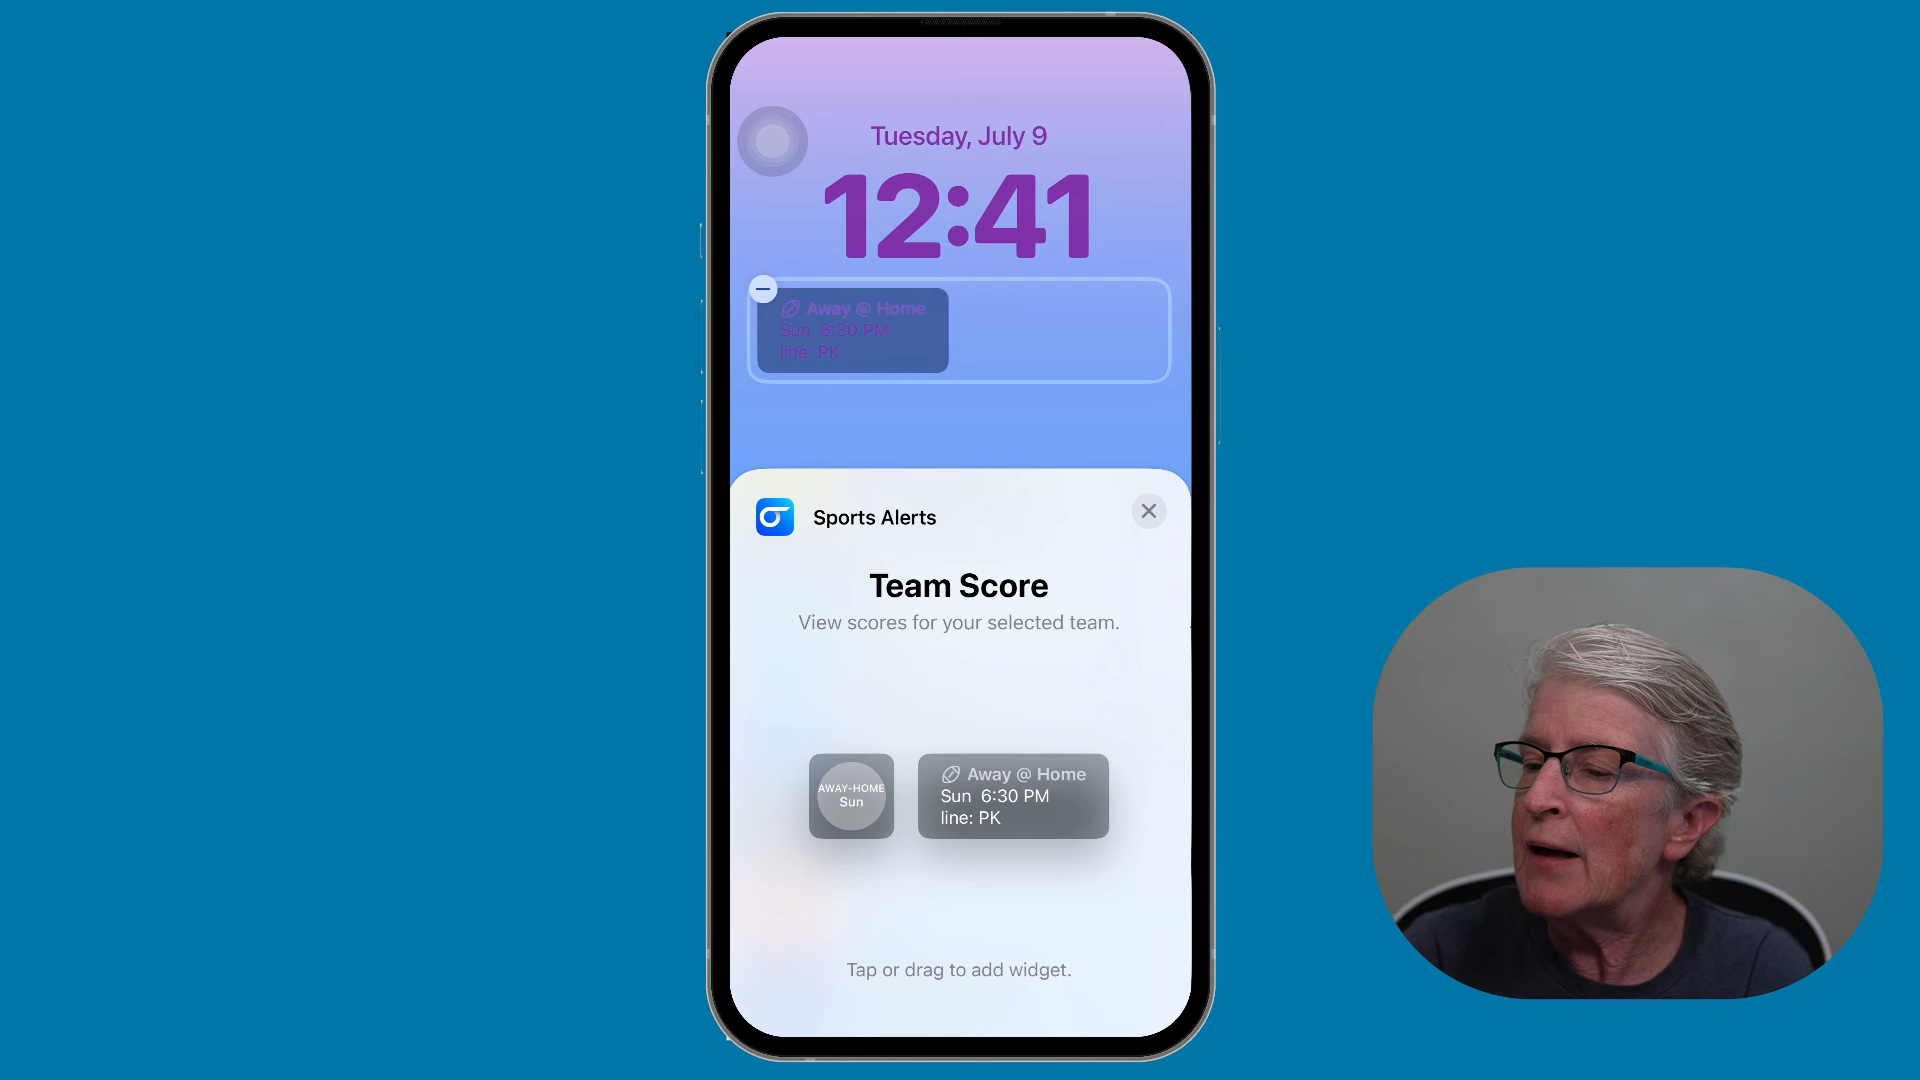 Tuesday, July 9
12:41
Away @ Home
Sun 6:30 PM
line: PK
Sports Alerts
Team Score
View scores for your selected team.
AWAY-HOME
Sun
Away @ Home
Sun 6:30 PM
line: PK
Tap or drag to add widget.